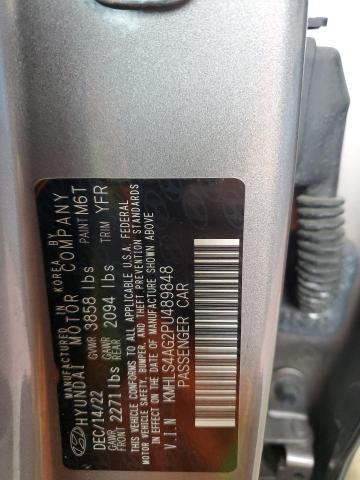 MANUFACTURED IN KOREA BY
HYUNDAI MOTOR COMPANY
DEC/14/22 GVWR 3858 lbs PAINT M6T
GAWR FRONT 2271 lbs GAWR REAR 2094 lbs TRIM YFR
THIS VEHICLE CONFORMS TO ALL APPLICABLE U.S.A. FEDERAL
MOTOR VEHICLE SAFETY, BUMPER, AND THEFT PREVENTION STANDARDS
IN EFFECT ON THE DATE OF MANUFACTURE SHOWN ABOVE
V.I.N KMHLS4AG2PU489848
PASSENGER CAR